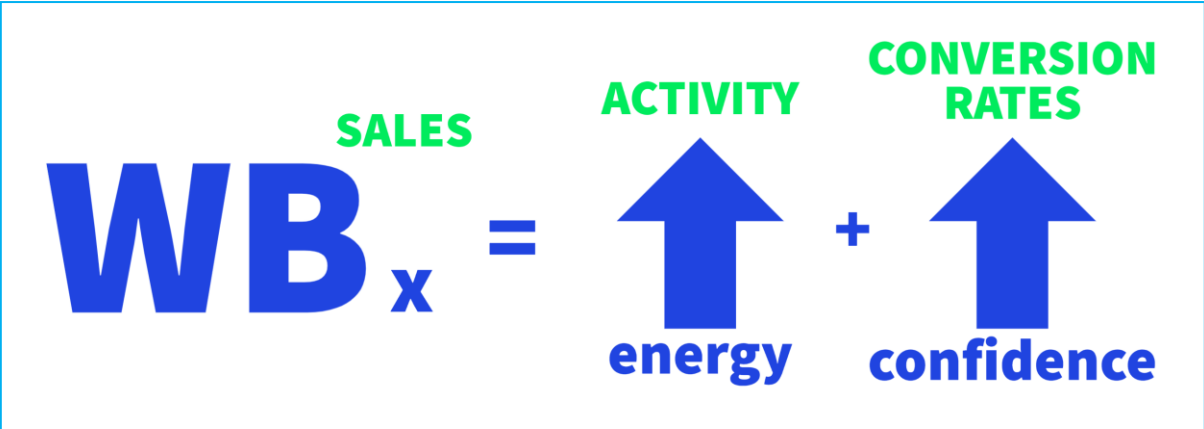 SALES
WB x = ACTIVITY energy + CONVERSION
RATES
confidence